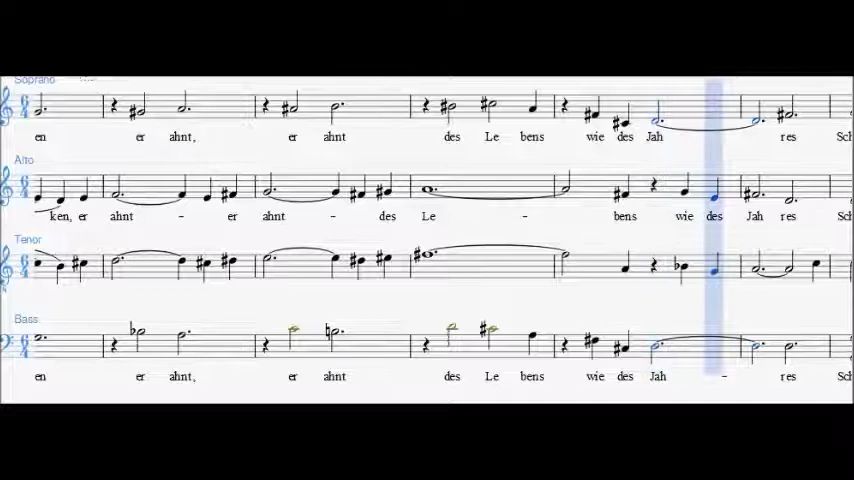 Soprano
en er ahnt, er ahnt des Le bens wie des Jah res Sch
Alto
ken, er ahnt - er ahnt - des Le - bens wie des Jah res Sch
Tenor
Bass
en er ahnt, er ahnt des Le bens wie des Jah - res Sch